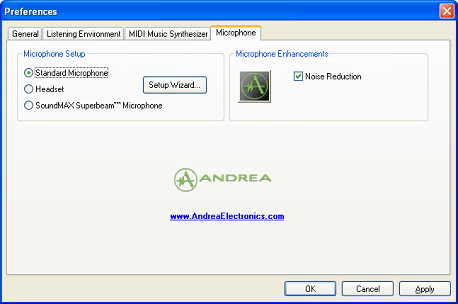 Preferences
General
Listening Environment
MIDI Music Synthesizer
Microphone
Microphone Setup
Standard Microphone
Headset
SoundMAX Superbeam™ Microphone
Setup Wizard...
Microphone Enhancements
Noise Reduction
ANDREA
www.AndreaElectronics.com
OK
Cancel
Apply